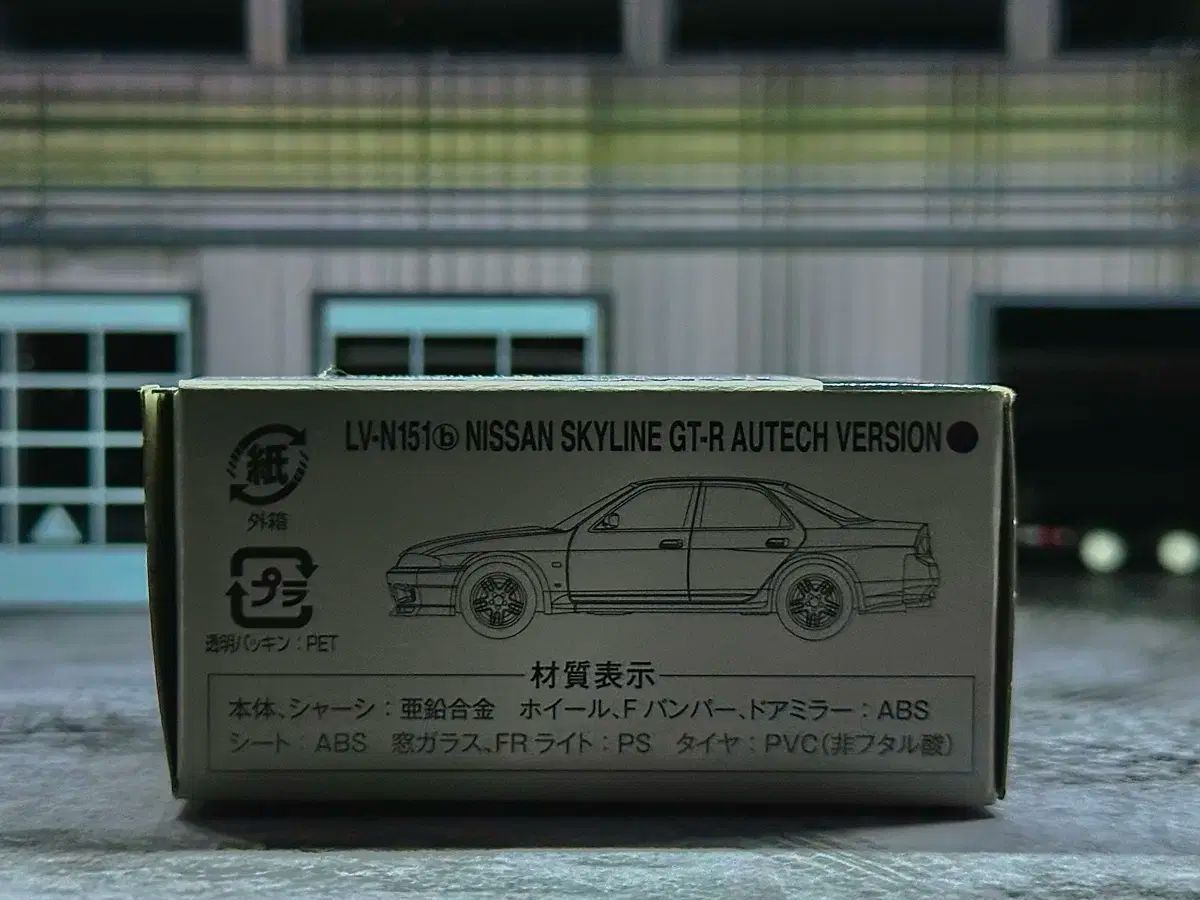 LV-N151ⓑ NISSAN SKYLINE GT-R AUTECH VERSION
紙
外箱
プラ
透明パッキン：PET
材質表示
本体、シャーシ：亜鉛合金 ホイール、Fバンパー、ドアミラー：ABS
シート：ABS 窓ガラス、FRライト：PS タイヤ：PVC（非フタル酸）